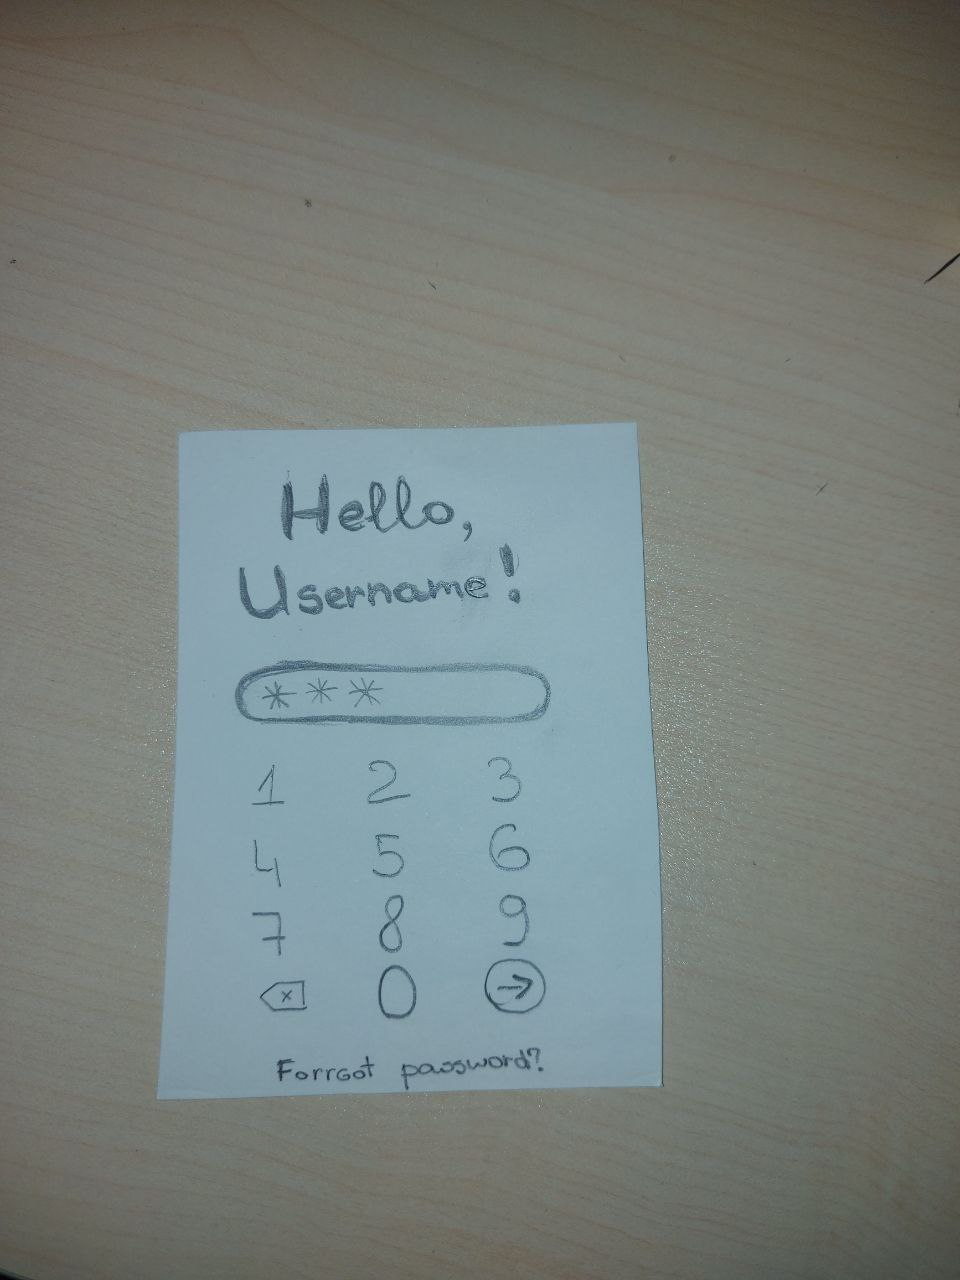 Hello,
Username!
***
1 2 3
4 5 6
7 8 9
x 0 →
Forrgot password?